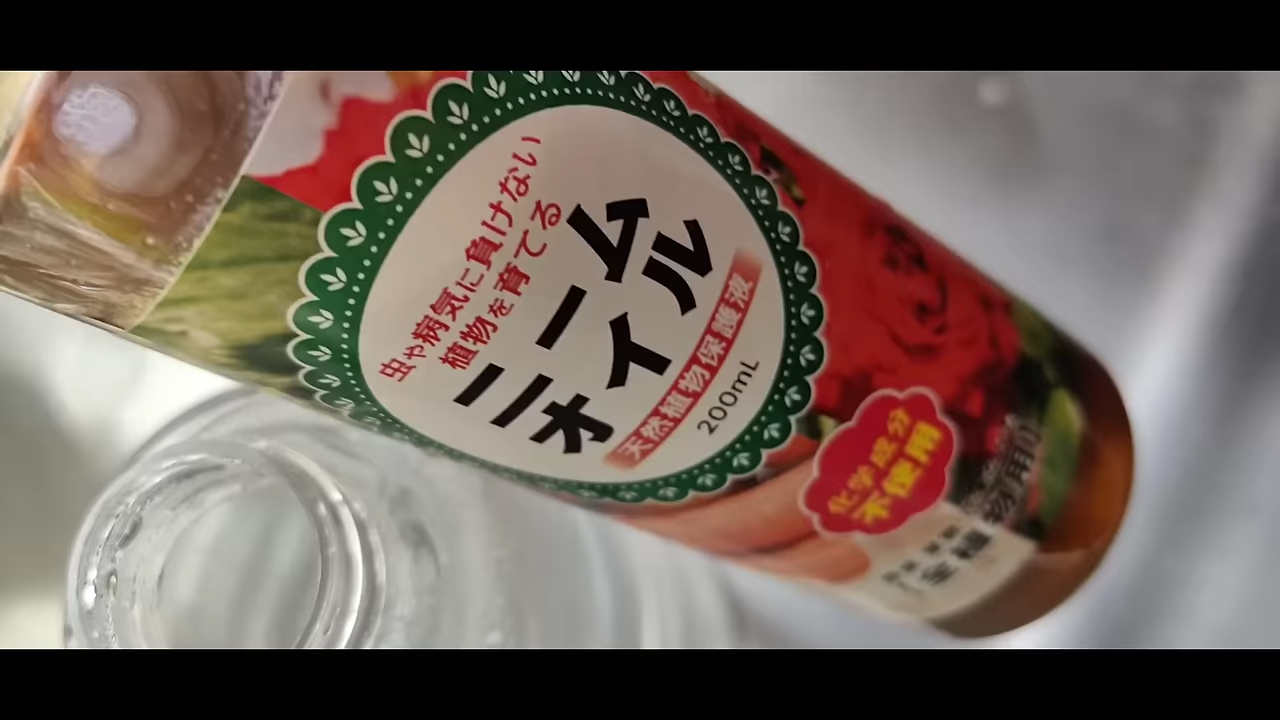 虫や病気に負けない
植物を育てる
ニーム
オイル
天然植物保護液
200mL
化学成分
不使用